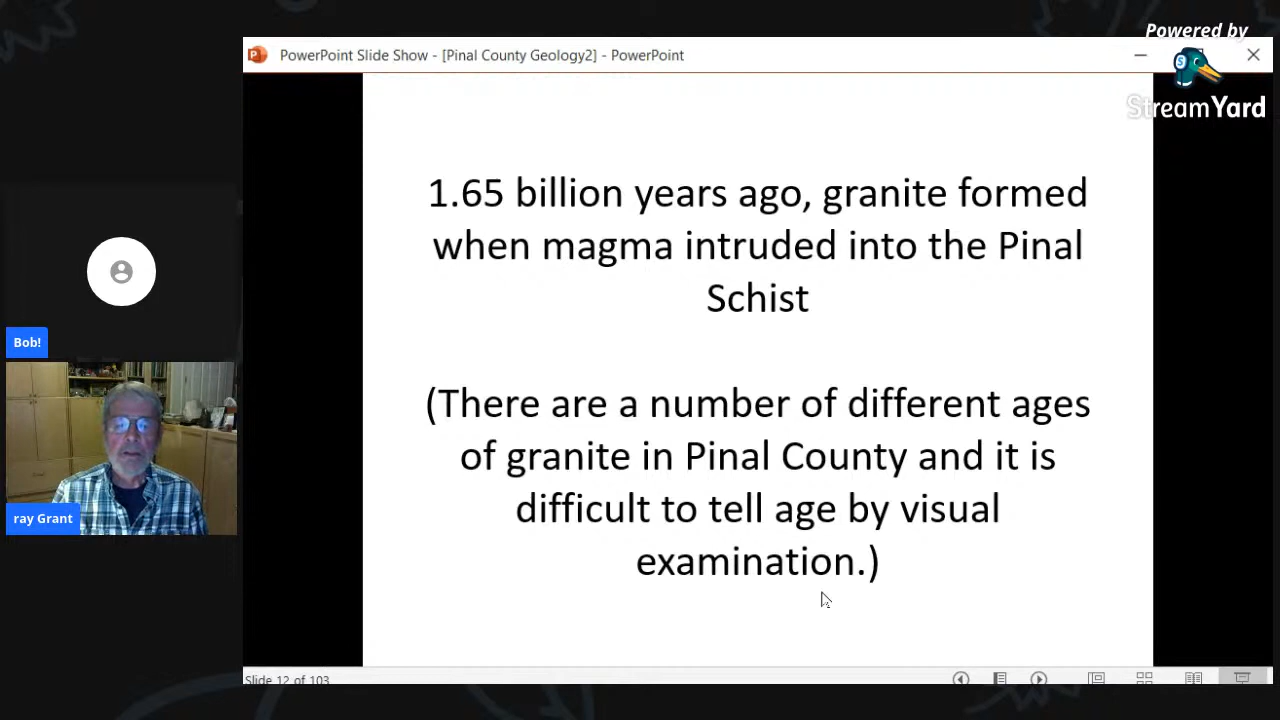 Powered by
StreamYard
PowerPoint Slide Show - [Pinal County Geology2] - PowerPoint
1.65 billion years ago, granite formed
when magma intruded into the Pinal
Schist
(There are a number of different ages
of granite in Pinal County and it is
difficult to tell age by visual
examination.)
Bob!
ray Grant
Slide 12 of 103